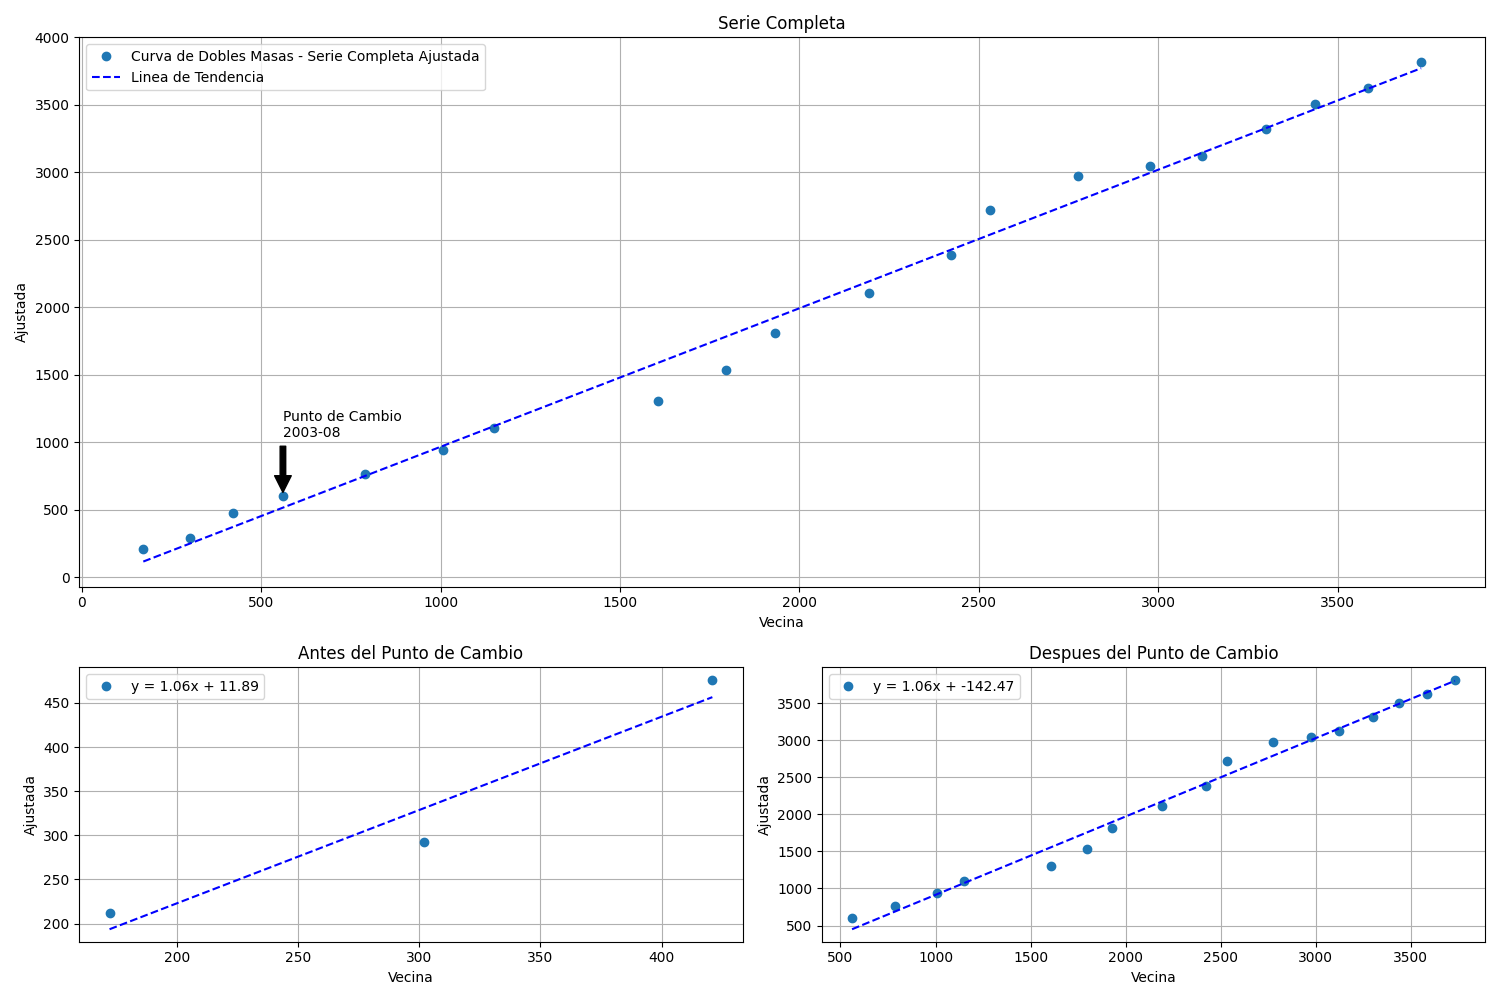 Serie Completa
Curva de Dobles Masas - Serie Completa Ajustada
Linea de Tendencia
4000
3500
3000
2500
2000
1500
1000
500
0
Ajustada
Punto de Cambio
2003-08
0 500 1000 1500 2000 2500 3000 3500
Vecina
Antes del Punto de Cambio
y = 1.06x + 11.89
450
400
350
300
250
200
Ajustada
200 250 300 350 400
Vecina
Despues del Punto de Cambio
y = 1.06x + -142.47
3500
3000
2500
2000
1500
1000
500
Ajustada
500 1000 1500 2000 2500 3000 3500
Vecina